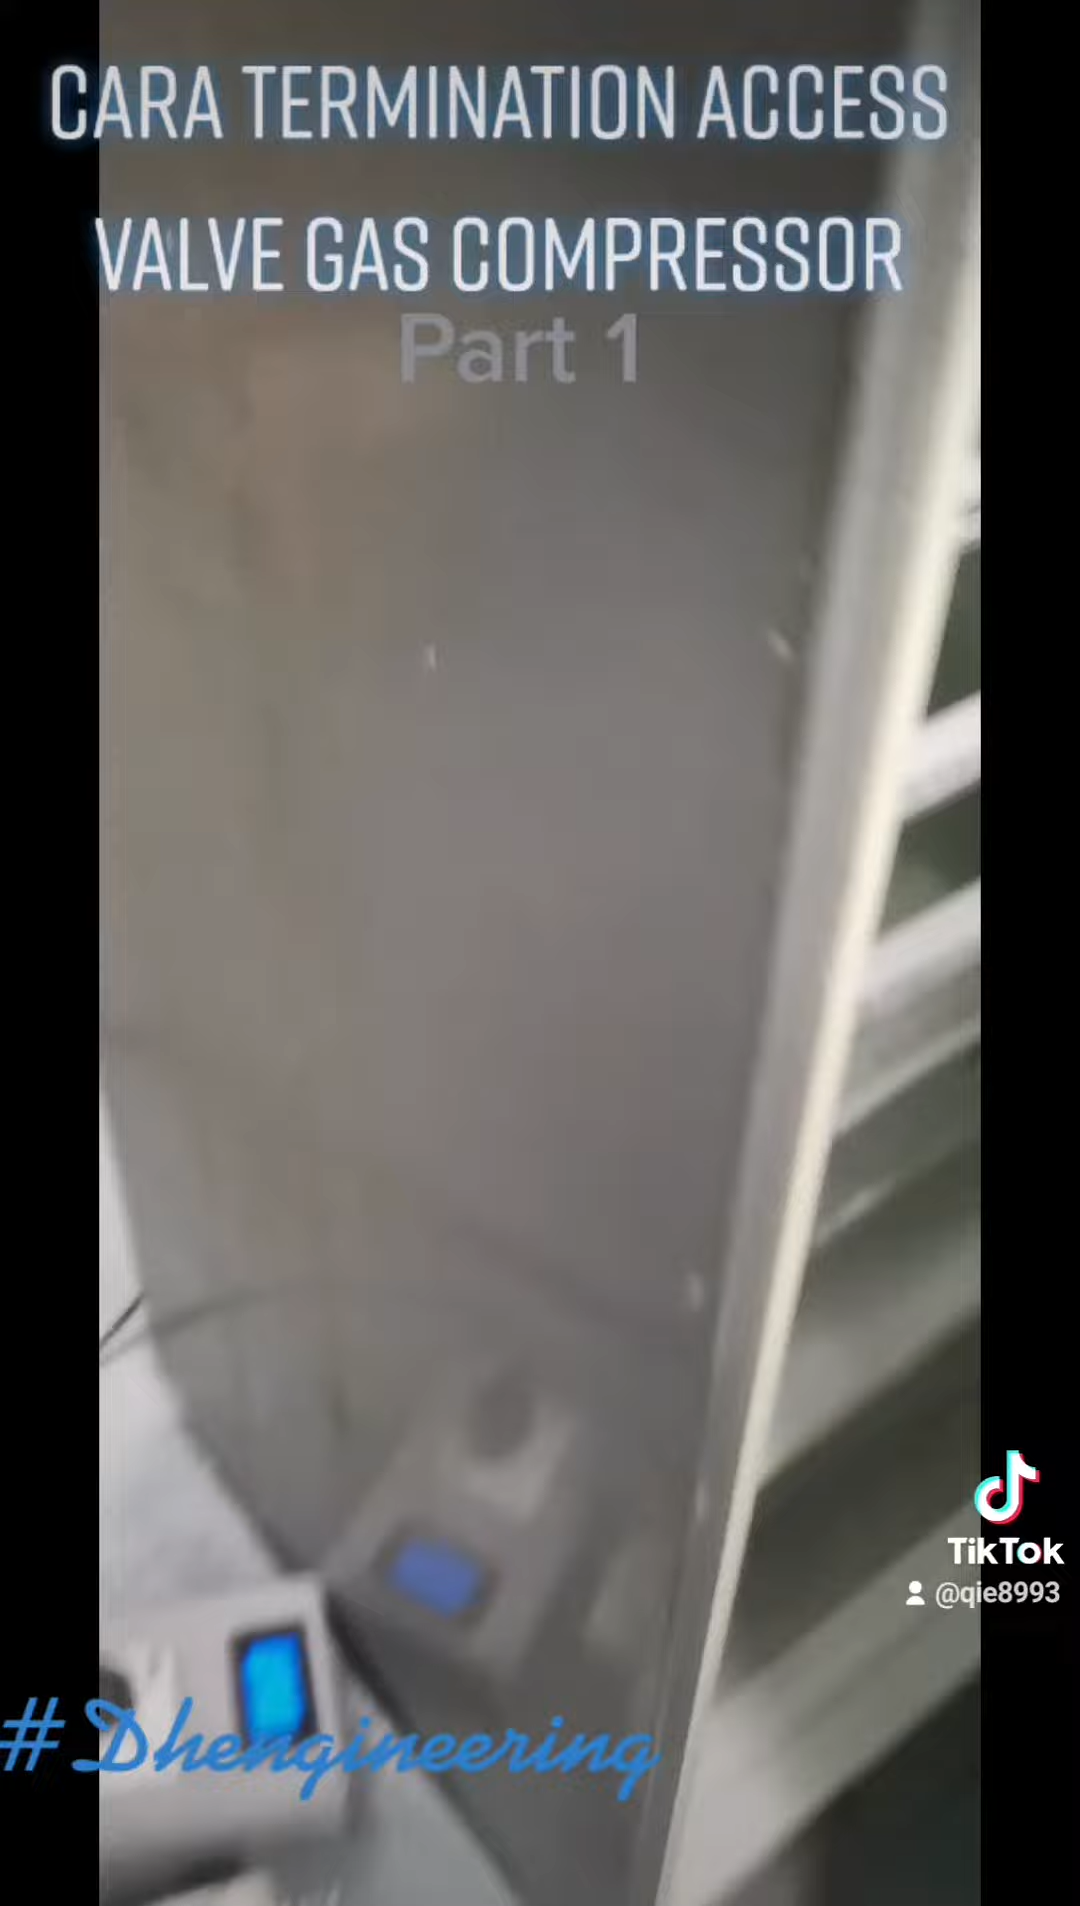 CARA TERMINATION ACCESS
VALVE GAS COMPRESSOR
Part 1
TikTok
@qie8993
#Dhengineering